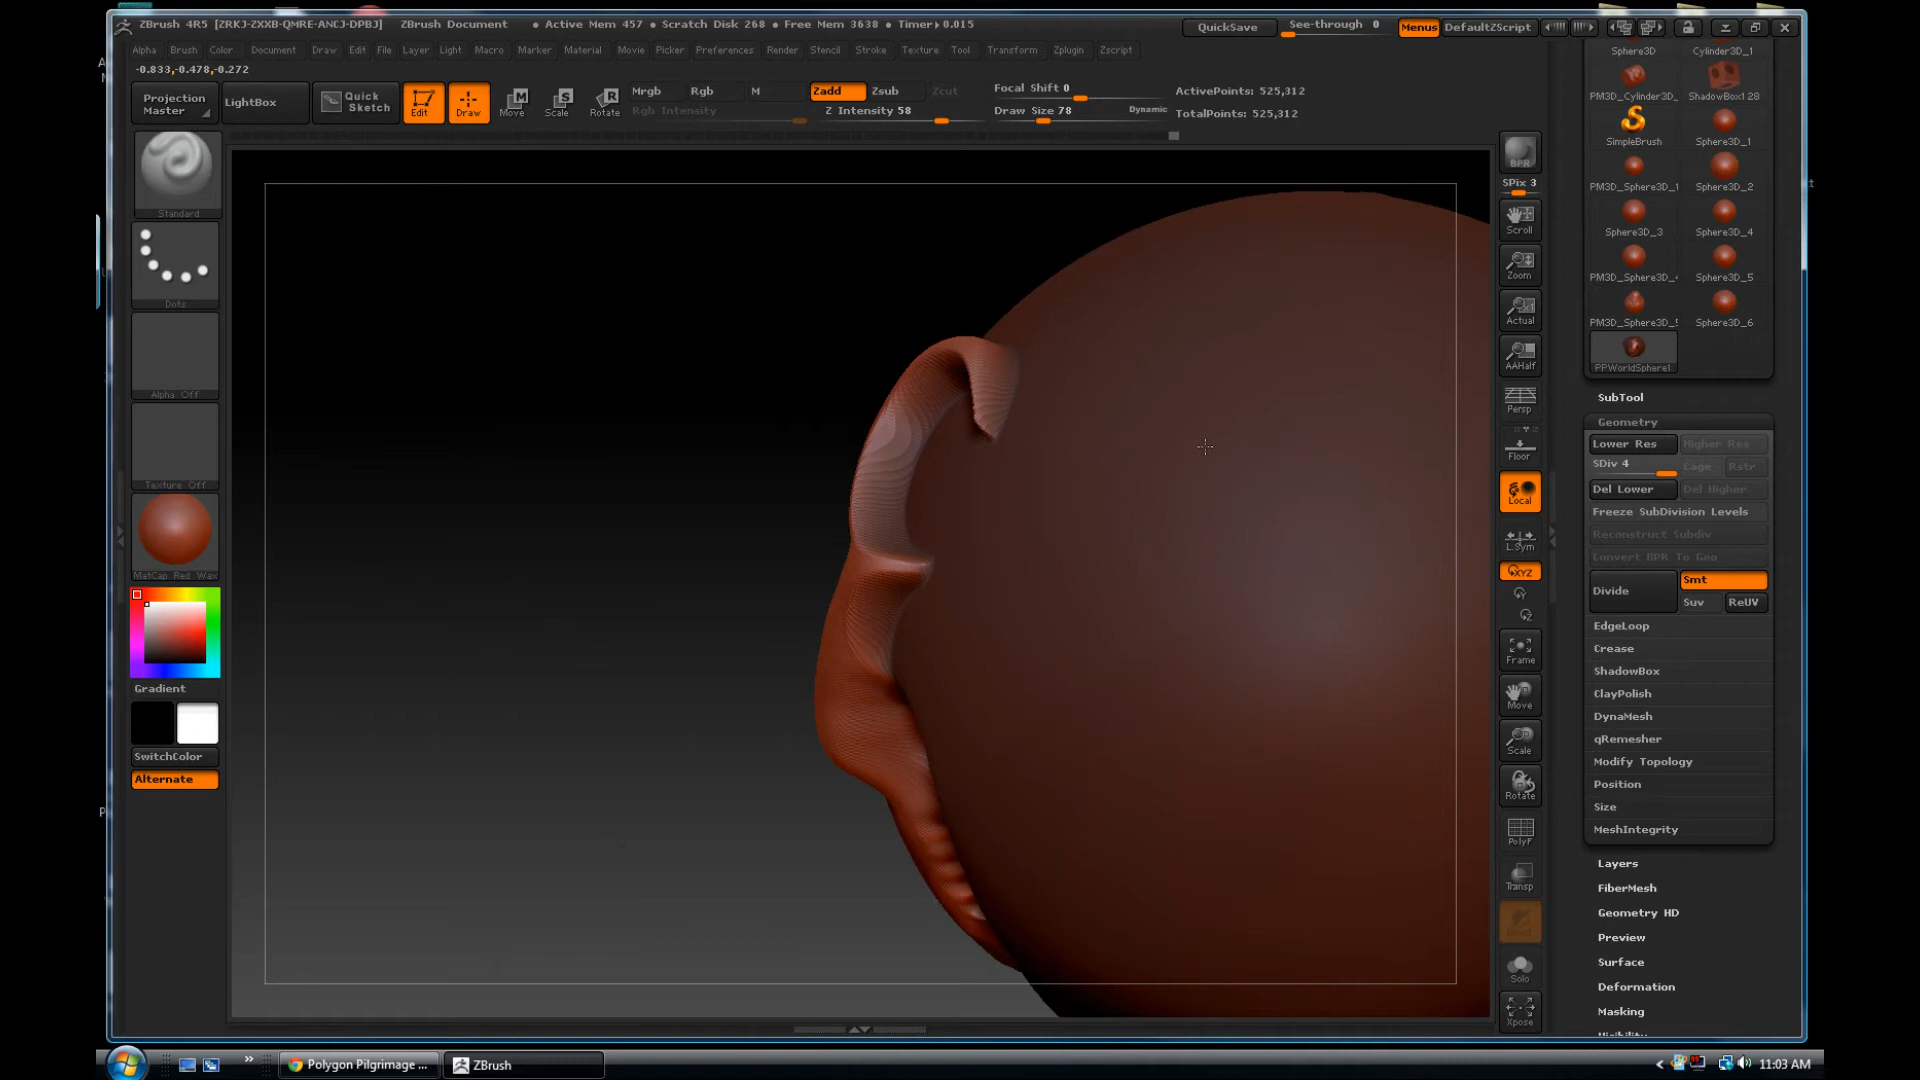 ZBrush 4R5 [ZRKJ-ZXXB-QMRE-ANCJ-DPBJ] ZBrush Document • Active Mem 457 • Scratch Disk 268 • Free Mem 3638 • Timer▸0.015 QuickSave See-through 0 Menus DefaultZScript
Alpha Brush Color Document Draw Edit File Layer Light Macro Marker Material Movie Picker Preferences Render Stencil Stroke Texture Tool Transform Zplugin Zscript
-0.833,-0.478,-0.272
Projection Master
LightBox
Quick Sketch
Edit
Draw
Move
Scale
Rotate
Mrgb Rgb M
Rgb Intensity
Zadd Zsub Zcut
Z Intensity 58
Focal Shift 0
Draw Size 78
Dynamic
ActivePoints: 525,312
TotalPoints: 525,312
Standard
Dots
Alpha Off
Texture Off
MatCap Red Wax
Gradient
SwitchColor
Alternate
BPR
SPix 3
Scroll
Zoom
Actual
AAHalf
Persp
Floor
Local
L.Sym
XYZ
Frame
Move
Scale
Rotate
PolyF
Transp
Solo
Xpose
Sphere3D Cylinder3D_1
PM3D_Cylinder3D_ ShadowBox128
SimpleBrush Sphere3D_1
PM3D_Sphere3D_1 Sphere3D_2
Sphere3D_3 Sphere3D_4
PM3D_Sphere3D_4 Sphere3D_5
PM3D_Sphere3D_5 Sphere3D_6
PPWorldSphere1
SubTool
Geometry
Lower Res Higher Res
SDiv 4 Cage Rstr
Del Lower Del Higher
Freeze SubDivision Levels
Reconstruct Subdiv
Convert BPR To Geo
Divide Smt
Suv ReUV
EdgeLoop
Crease
ShadowBox
ClayPolish
DynaMesh
qRemesher
Modify Topology
Position
Size
MeshIntegrity
Layers
FiberMesh
Geometry HD
Preview
Surface
Deformation
Masking
Polygon Pilgrimage ...
ZBrush
11:03 AM